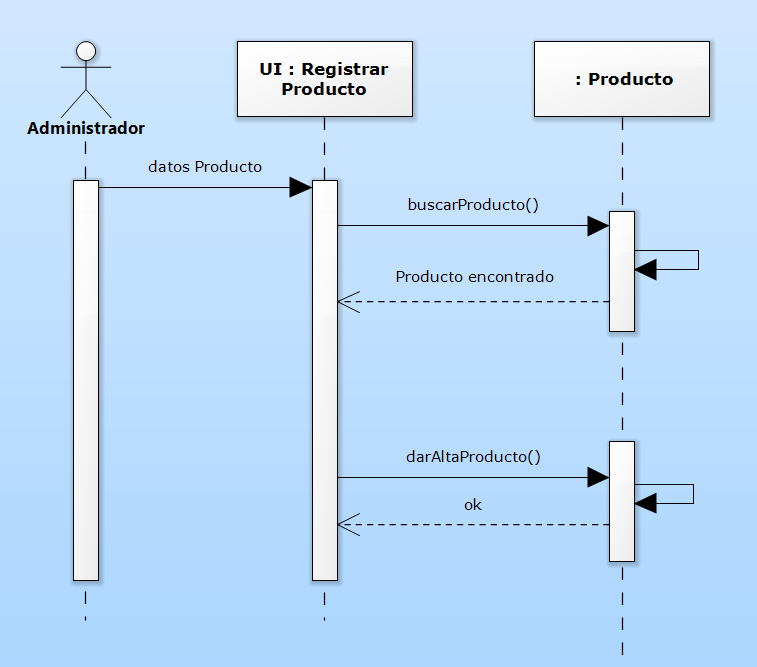 UI : Registrar
Producto
: Producto
Administrador
datos Producto
buscarProducto()
Producto encontrado
darAltaProducto()
ok